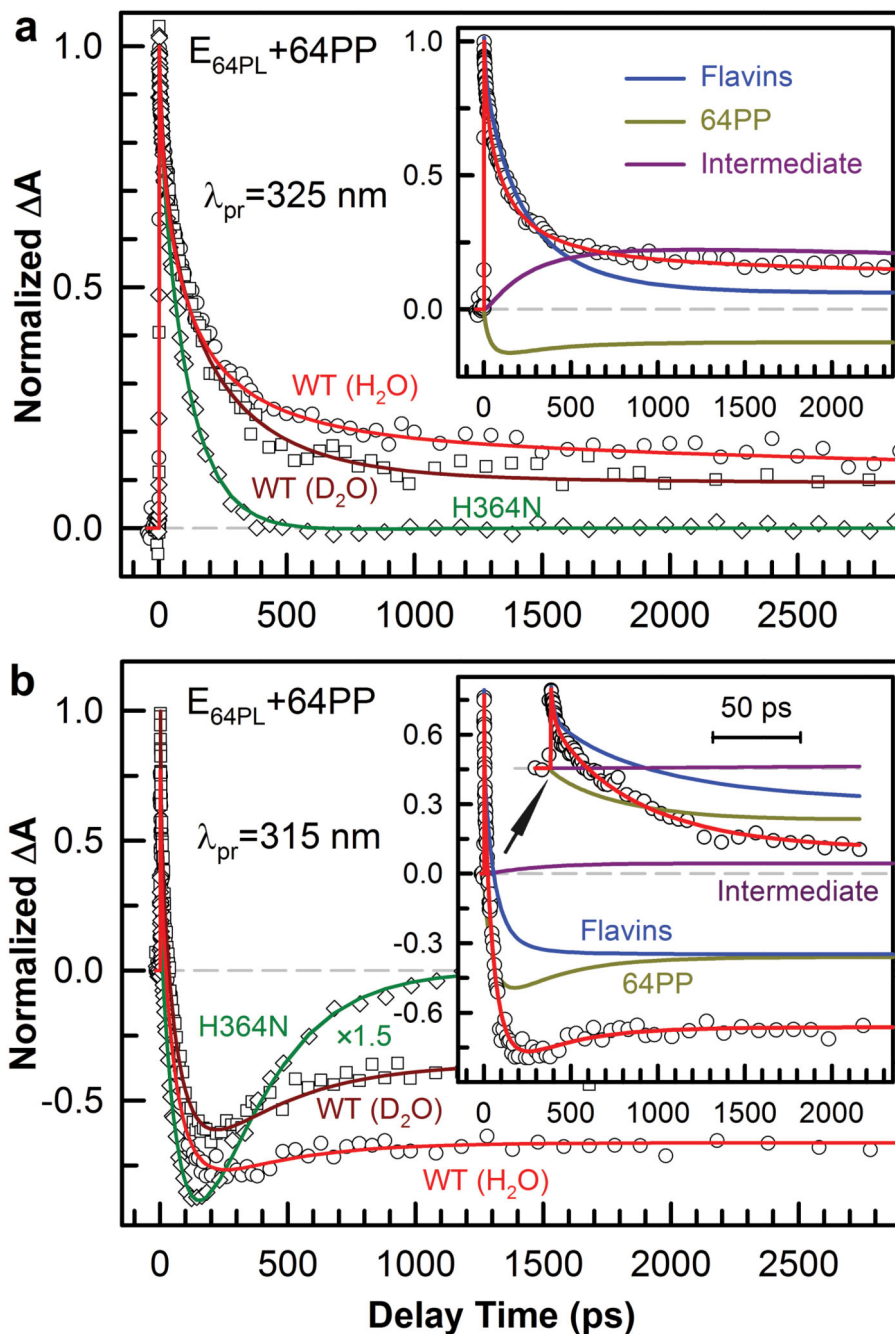 a
E64PL+64PP
λpr=325 nm
Normalized ΔA
1.0
0.5
0.0
WT (H2O)
WT (D2O)
H364N
0 500 1000 1500 2000 2500
Flavins
64PP
Intermediate
1.0
0.5
0.0
0 500 1000 1500 2000
b
E64PL+64PP
λpr=315 nm
Normalized ΔA
1.0
0.5
0.0
-0.5
H364N
×1.5
WT (D2O)
WT (H2O)
0 500 1000 1500 2000 2500
50 ps
0.6
0.3
0.0
-0.3
-0.6
Intermediate
Flavins
64PP
0 500 1000 1500 2000
Delay Time (ps)